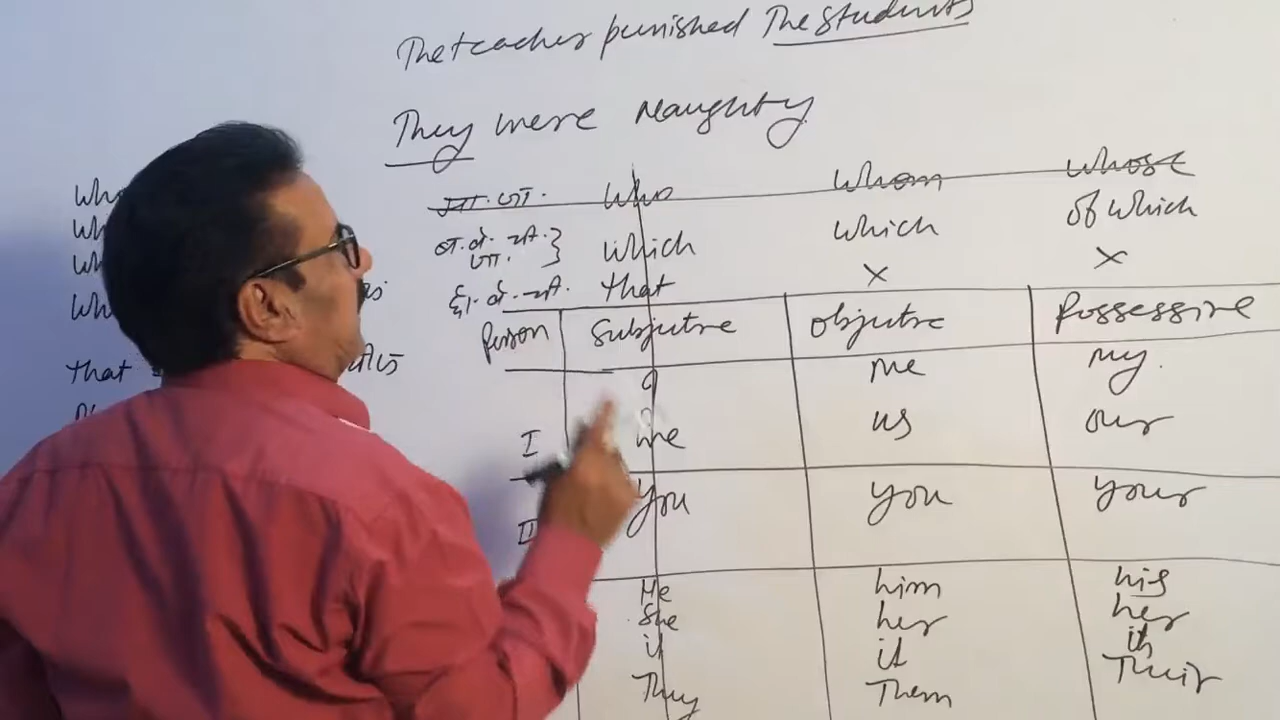 The teacher punished The students
They were Naughty
Who Whom Whose
which which of which
that × ×
Person Subjective Objective Possessive
I me my
I we us our
II you you your
He him his
She her her
it it its
They Them Their
that